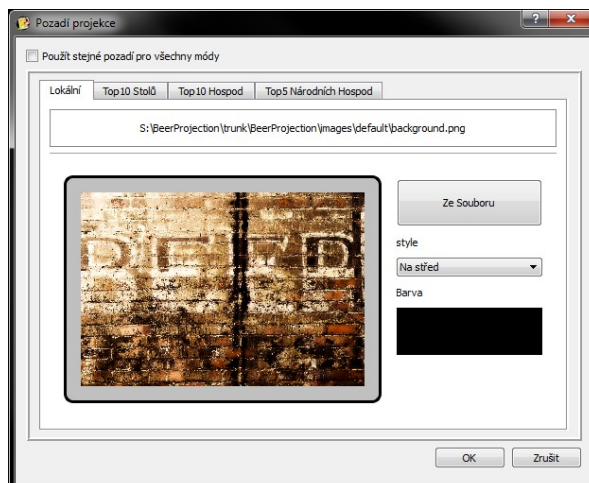 Pozadí projekce
Použít stejné pozadí pro všechny módy
Lokální
Top10 Stolů
Top10 Hospod
Top5 Národních Hospod
S:\BeerProjection\trunk\BeerProjection\images\default\background.png
Ze Souboru
style
Na střed
Barva
OK
Zrušit